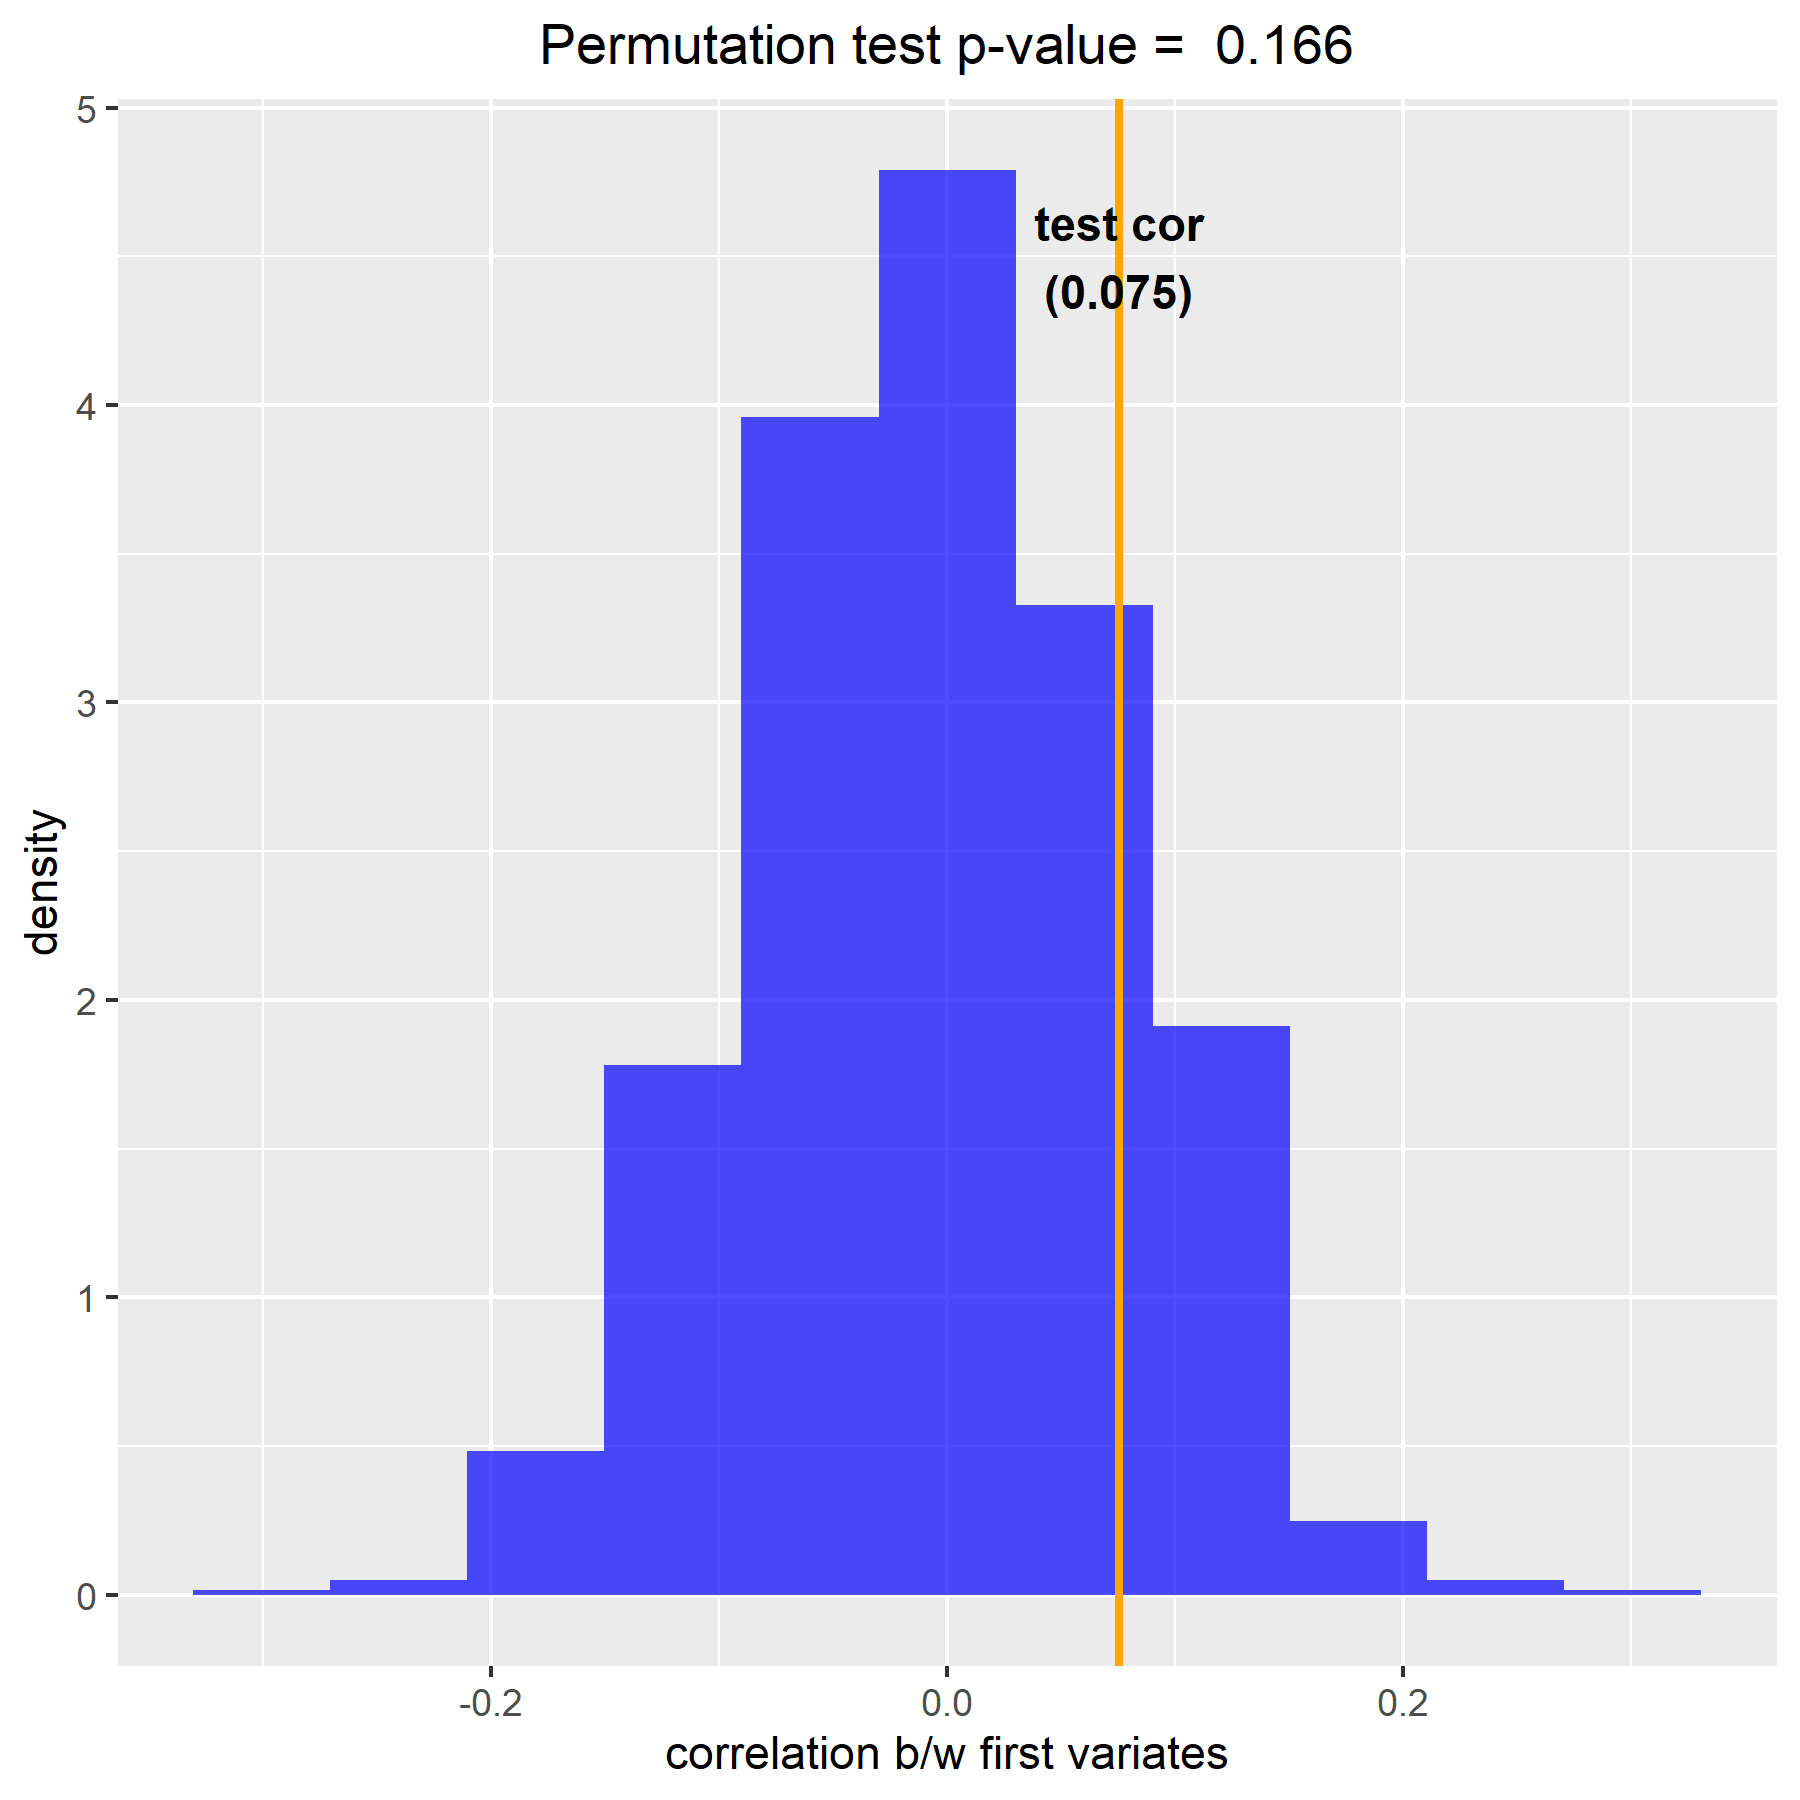 Permutation test p-value =  0.166
5
4
3
2
1
0
density
test cor
(0.075)
-0.2
0.0
0.2
correlation b/w first variates